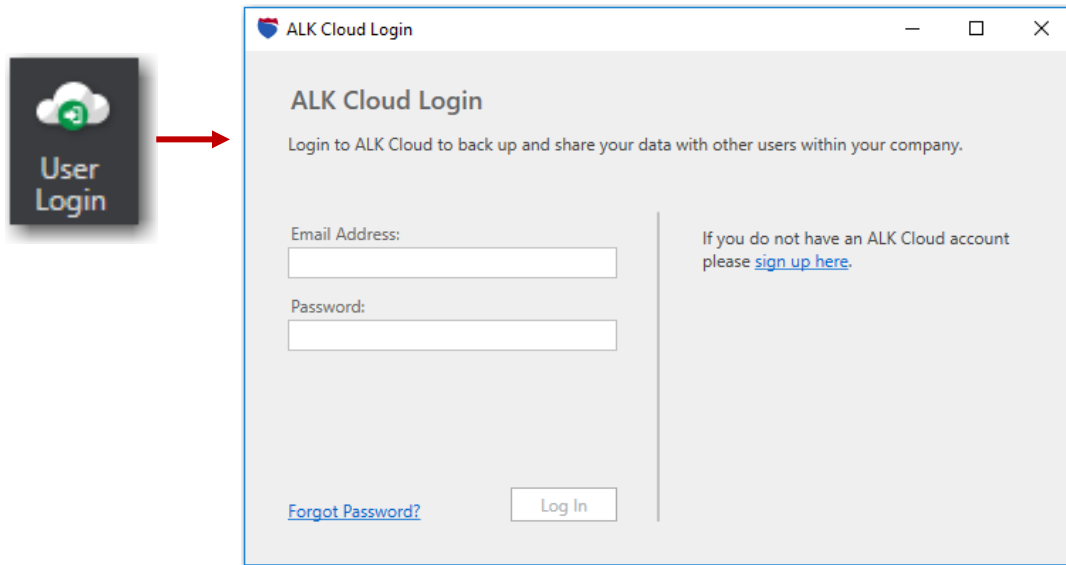 User
Login
ALK Cloud Login
ALK Cloud Login
Login to ALK Cloud to back up and share your data with other users within your company.
Email Address:
Password:
Forgot Password?
Log In
If you do not have an ALK Cloud account
please sign up here.